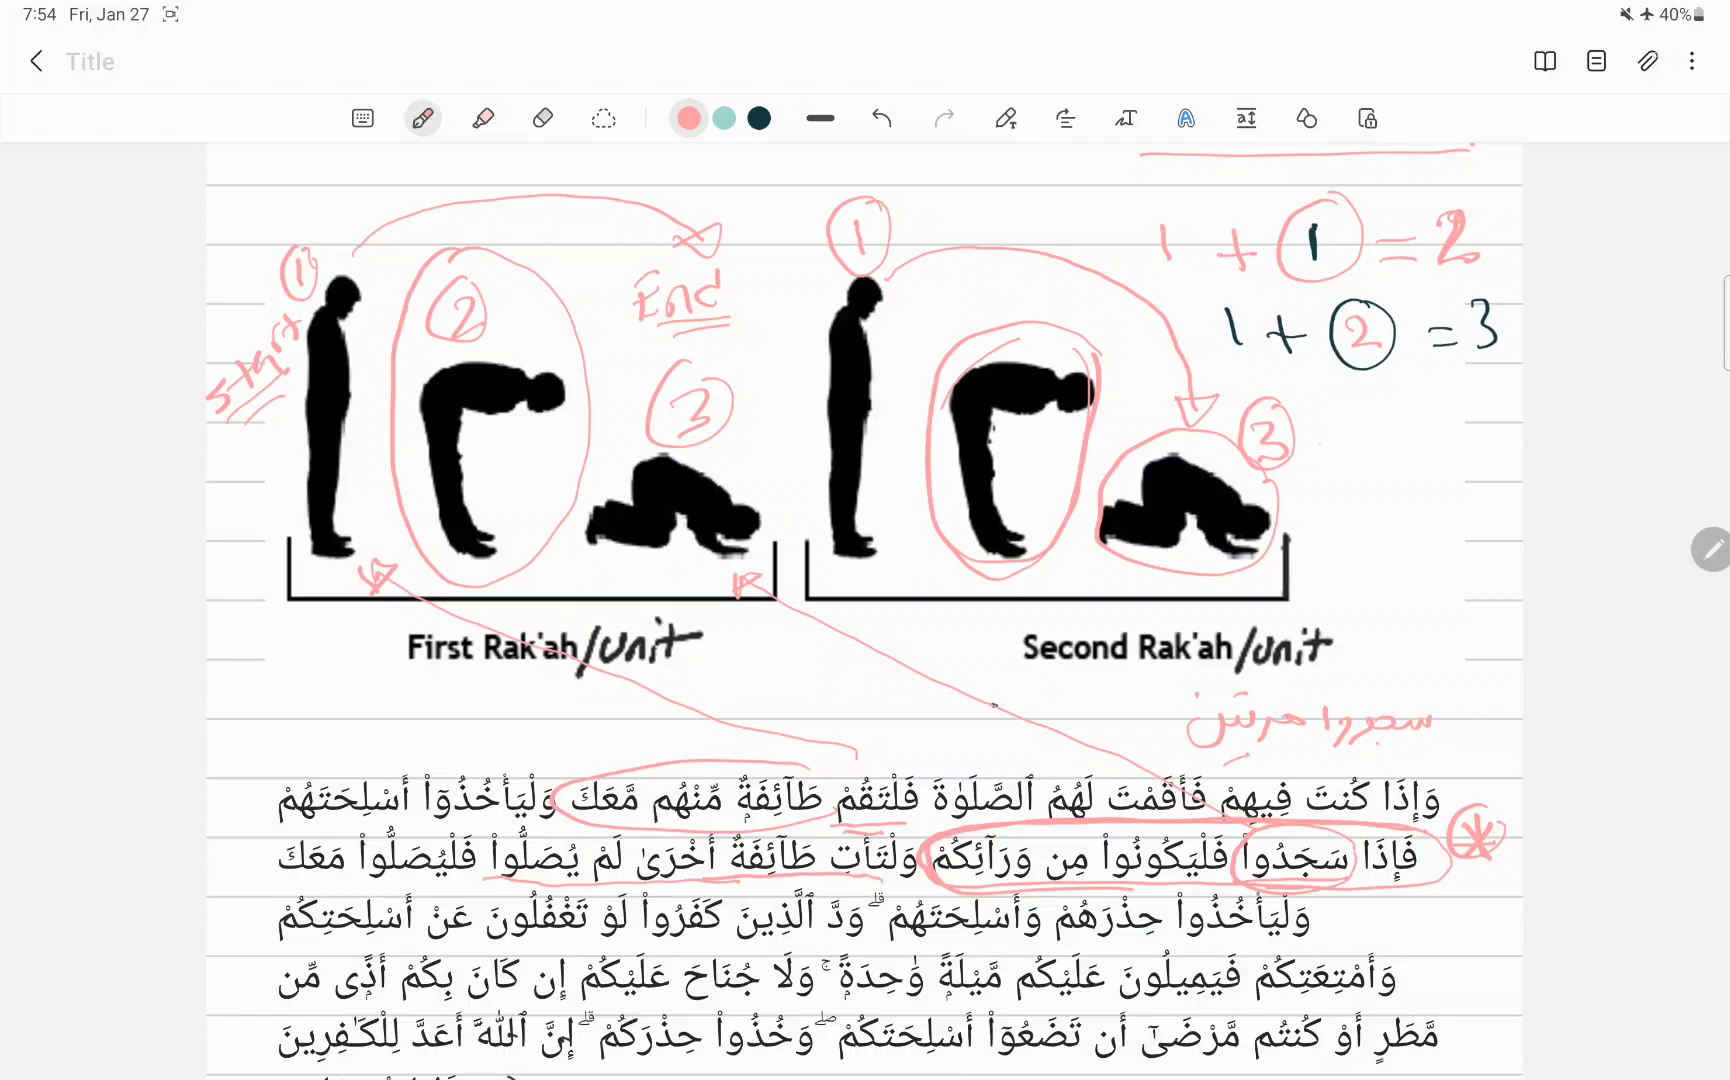 7:54 Fri, Jan 27
40%
Title
1 + 1 = 2
1 + 2 = 3
1
1
2
End
Start
3
3
First Rak'ah/unit
Second Rak'ah/unit
سجدوا مرتين
وَإِذَا كُنتَ فِيهِمْ فَأَقَمْتَ لَهُمُ ٱلصَّلَوٰةَ فَلْتَقُمْ طَآئِفَةٌ مِّنْهُم مَّعَكَ وَلْيَأْخُذُوٓا۟ أَسْلِحَتَهُمْ
فَإِذَا سَجَدُوا۟ فَلْيَكُونُوا۟ مِن وَرَآئِكُمْ وَلْتَأْتِ طَآئِفَةٌ أُخْرَىٰ لَمْ يُصَلُّوا۟ فَلْيُصَلُّوا۟ مَعَكَ
وَلْيَأْخُذُوا۟ حِذْرَهُمْ وَأَسْلِحَتَهُمْ ۗ وَدَّ ٱلَّذِينَ كَفَرُوا۟ لَوْ تَغْفُلُونَ عَنْ أَسْلِحَتِكُمْ
وَأَمْتِعَتِكُمْ فَيَمِيلُونَ عَلَيْكُم مَّيْلَةً وَٰحِدَةً ۚ وَلَا جُنَاحَ عَلَيْكُمْ إِن كَانَ بِكُمْ أَذًى مِّن
مَّطَرٍ أَوْ كُنتُم مَّرْضَىٰٓ أَن تَضَعُوٓا۟ أَسْلِحَتَكُمْ ۖ وَخُذُوا۟ حِذْرَكُمْ ۗ إِنَّ ٱللَّهَ أَعَدَّ لِلْكَـٰفِرِينَ